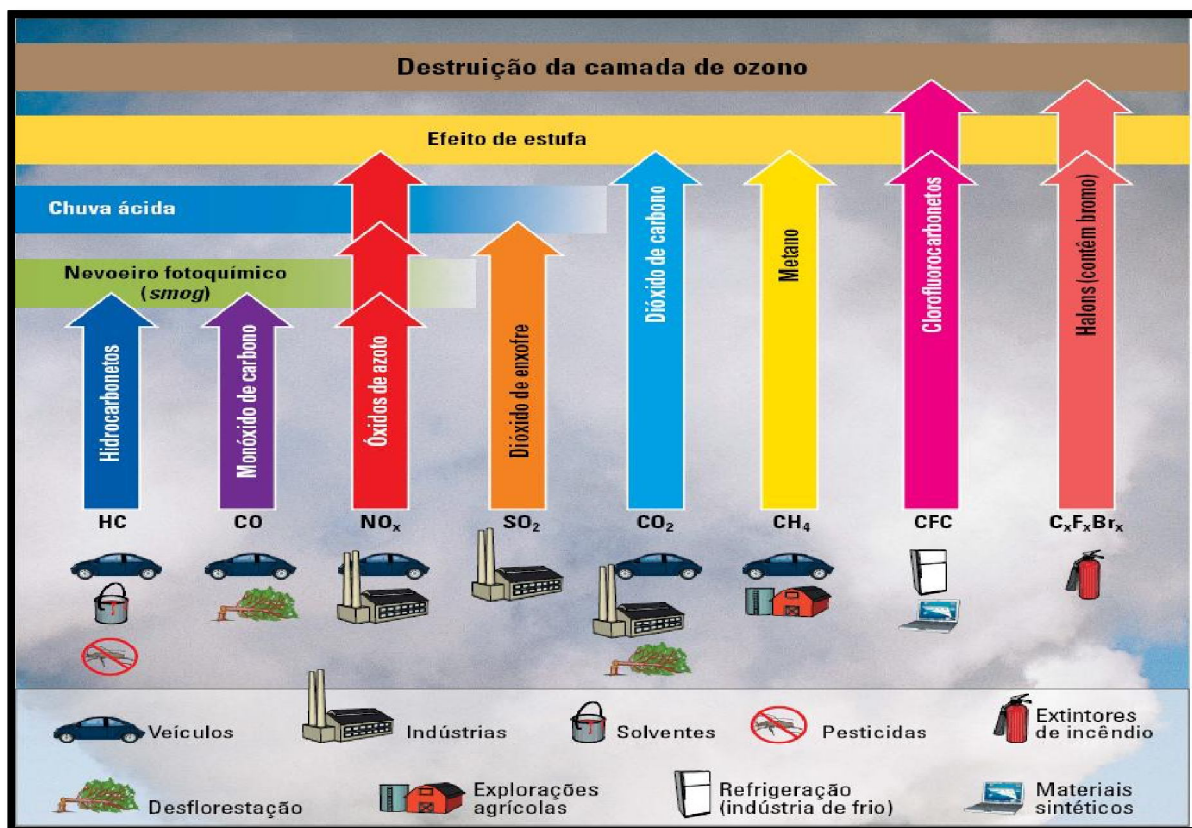 Destruição da camada de ozono
Efeito de estufa
Chuva ácida
Nevoeiro fotoquímico
(smog)
Hidrocarbonetos
Monóxido de carbono
Óxidos de azoto
Dióxido de enxofre
Dióxido de carbono
Metano
Clorofluorocarbonetos
Halons (contém bromo)
HC
CO
NOₓ
SO₂
CO₂
CH₄
CFC
CₓFₓBrₓ
Veículos
Indústrias
Solventes
Pesticidas
Extintores
de incêndio
Desflorestação
Explorações
agrícolas
Refrigeração
(indústria de frio)
Materiais
sintéticos